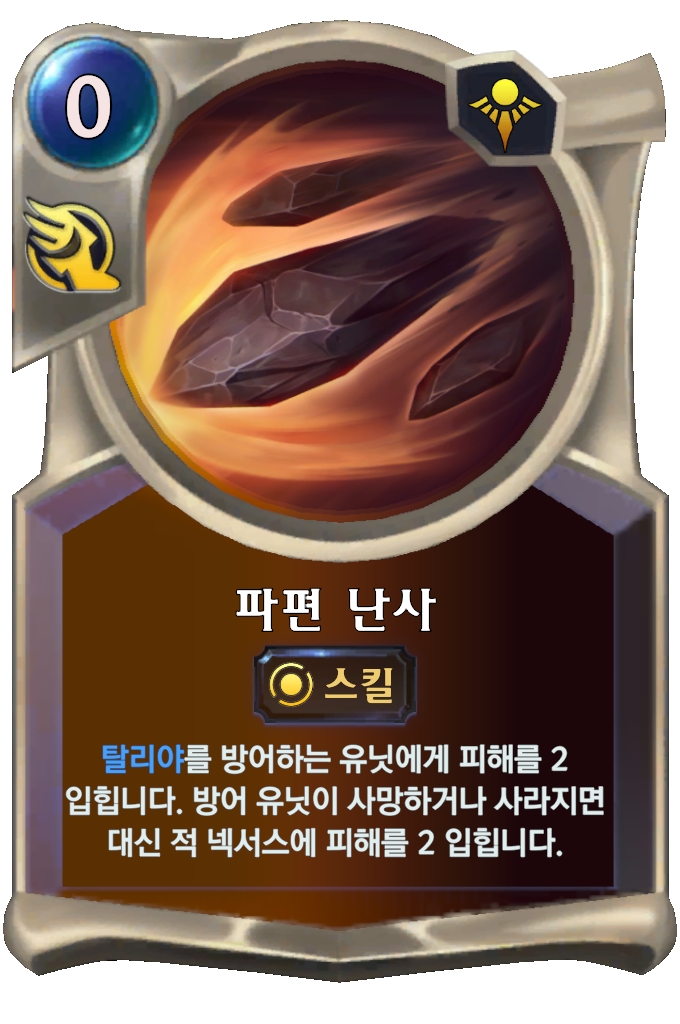 0
파편 난사
스킬
탈리야를 방어하는 유닛에게 피해를 2
입힙니다. 방어 유닛이 사망하거나 사라지면
대신 적 넥서스에 피해를 2 입힙니다.